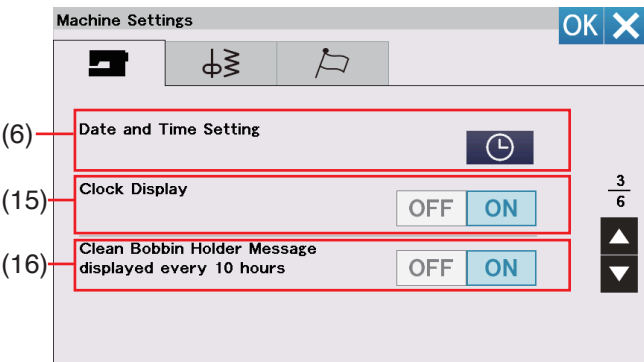 Machine Settings
OK
(6)
Date and Time Setting
(15)
Clock Display
OFF ON
3
6
(16)
Clean Bobbin Holder Message
displayed every 10 hours
OFF ON